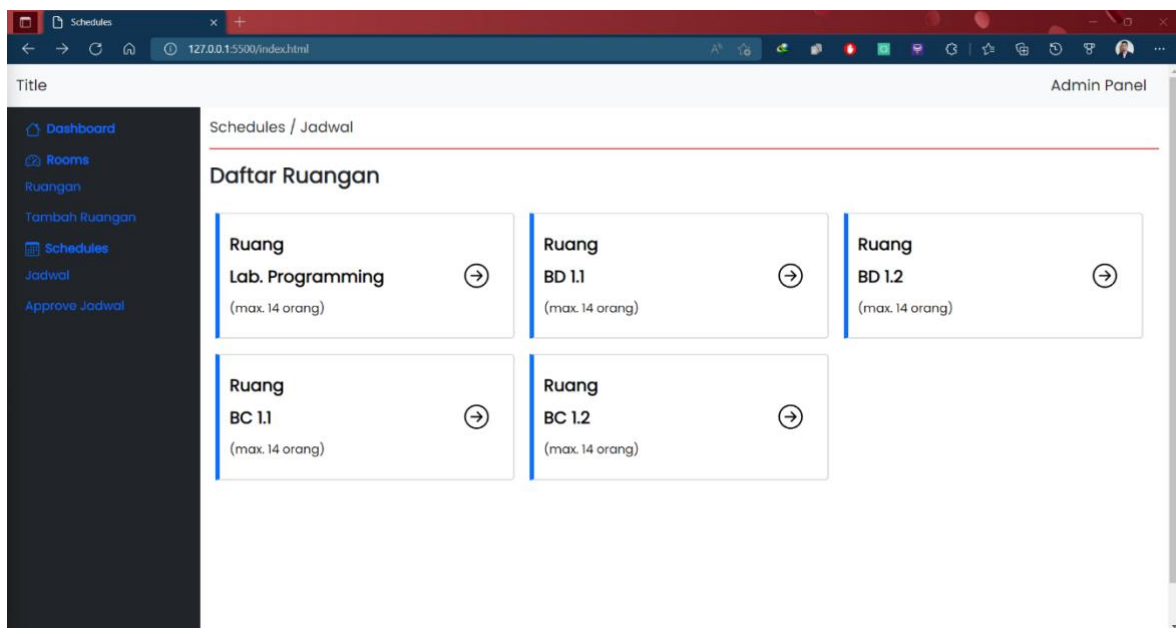 Schedules
127.0.0.1:5500/index.html
Title
Admin Panel
Dashboard
Rooms
Ruangan
Tambah Ruangan
Schedules
Jadwal
Approve Jadwal
Schedules / Jadwal
Daftar Ruangan
Ruang
Lab. Programming
(max. 14 orang)
Ruang
BD 1.1
(max. 14 orang)
Ruang
BD 1.2
(max. 14 orang)
Ruang
BC 1.1
(max. 14 orang)
Ruang
BC 1.2
(max. 14 orang)